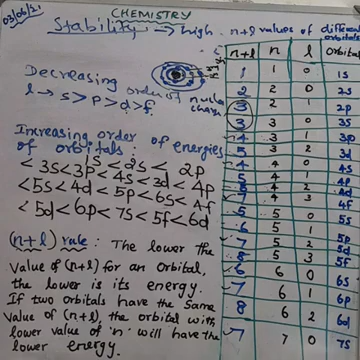 03/06/21
CHEMISTRY
Stability → high n+l values of different orbitals
Decreasing order of nuclear charge
l → s > p > d > f
Increasing order of energies
of orbitals : 1s < 2s < 2p
< 3s < 3p < 4s < 3d < 4p
< 5s < 4d < 5p < 6s < 4f
< 5d < 6p < 7s < 5f < 6d
(n+l) rule : The lower the
value of (n+l) for an orbital,
the lower is its energy.
If two orbitals have the same
value of (n+l), the orbital with
lower value of 'n' will have the
lower energy.
n+l n l Orbital
1 1 0 1s
2 2 0 2s
3 2 1 2p
3 3 0 3s
4 3 1 3p
5 3 2 3d
4 4 0 4s
5 4 1 4p
6 4 2 4d
7 4 3 4f
5 5 0 5s
6 5 1 5p
7 5 2 5d
8 5 3 5f
6 6 0 6s
7 6 1 6p
8 6 2 6d
7 7 0 7s